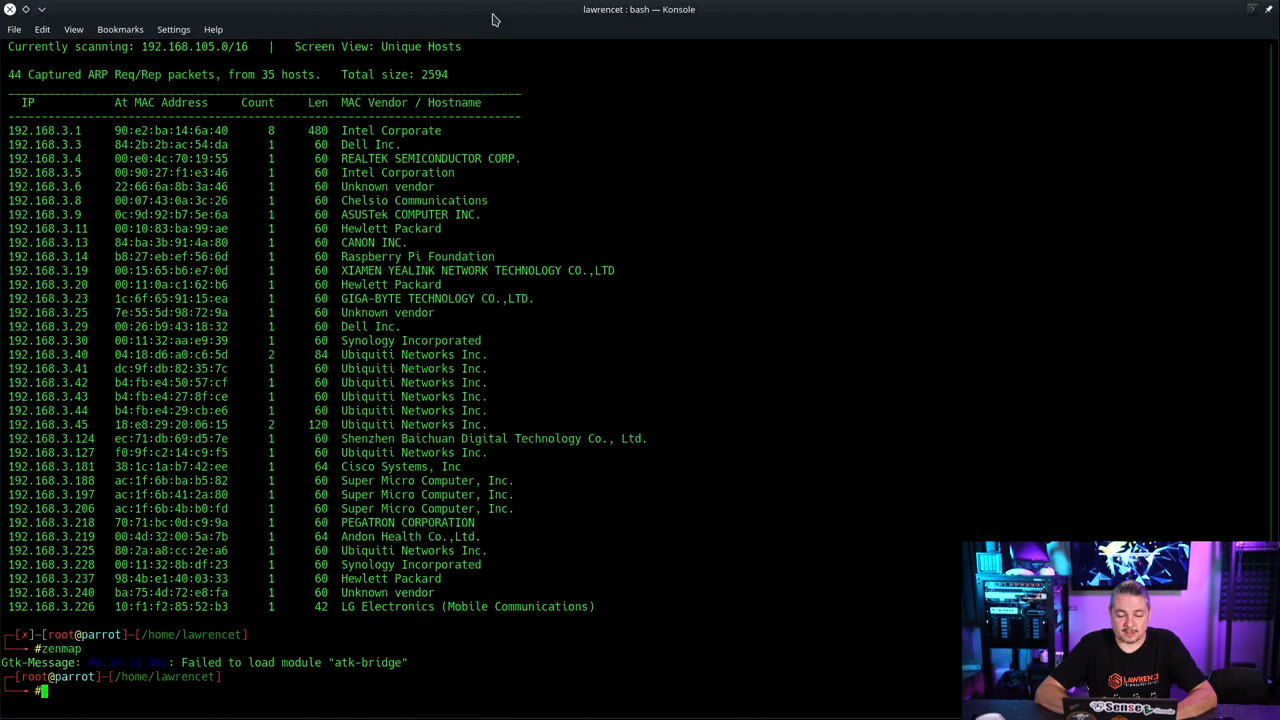 lawrencet : bash — Konsole
File Edit View Bookmarks Settings Help
Currently scanning: 192.168.105.0/16 | Screen View: Unique Hosts
44 Captured ARP Req/Rep packets, from 35 hosts. Total size: 2594
IP At MAC Address Count Len MAC Vendor / Hostname
192.168.3.1 90:e2:ba:14:6a:40 8 480 Intel Corporate
192.168.3.3 84:2b:2b:ac:54:da 1 60 Dell Inc.
192.168.3.4 00:e0:4c:70:19:55 1 60 REALTEK SEMICONDUCTOR CORP.
192.168.3.5 00:90:27:f1:e3:46 1 60 Intel Corporation
192.168.3.6 22:66:6a:8b:3a:46 1 60 Unknown vendor
192.168.3.8 00:07:43:0a:3c:26 1 60 Chelsio Communications
192.168.3.9 0c:9d:92:b7:5e:6a 1 60 ASUSTek COMPUTER INC.
192.168.3.11 00:10:83:ba:99:ae 1 60 Hewlett Packard
192.168.3.13 84:ba:3b:91:4a:80 1 60 CANON INC.
192.168.3.14 b8:27:eb:ef:56:6d 1 60 Raspberry Pi Foundation
192.168.3.19 00:15:65:b6:e7:0d 1 60 XIAMEN YEALINK NETWORK TECHNOLOGY CO.,LTD
192.168.3.20 00:11:0a:c1:62:b6 1 60 Hewlett Packard
192.168.3.23 1c:6f:65:91:15:ea 1 60 GIGA-BYTE TECHNOLOGY CO.,LTD.
192.168.3.25 7e:55:5d:98:72:9a 1 60 Unknown vendor
192.168.3.29 00:26:b9:43:18:32 1 60 Dell Inc.
192.168.3.30 00:11:32:aa:e9:39 1 60 Synology Incorporated
192.168.3.40 04:18:d6:a0:c6:5d 2 84 Ubiquiti Networks Inc.
192.168.3.41 dc:9f:db:82:35:7c 1 60 Ubiquiti Networks Inc.
192.168.3.42 b4:fb:e4:50:57:cf 1 60 Ubiquiti Networks Inc.
192.168.3.43 b4:fb:e4:27:8f:ce 1 60 Ubiquiti Networks Inc.
192.168.3.44 b4:fb:e4:29:cb:e6 1 60 Ubiquiti Networks Inc.
192.168.3.45 18:e8:29:20:06:15 2 120 Ubiquiti Networks Inc.
192.168.3.124 ec:71:db:69:d5:7e 1 60 Shenzhen Baichuan Digital Technology Co., Ltd.
192.168.3.127 f0:9f:c2:14:c9:f5 1 60 Ubiquiti Networks Inc.
192.168.3.181 38:1c:1a:b7:42:ee 1 64 Cisco Systems, Inc
192.168.3.188 ac:1f:6b:ba:b5:82 1 60 Super Micro Computer, Inc.
192.168.3.197 ac:1f:6b:41:2a:80 1 60 Super Micro Computer, Inc.
192.168.3.206 ac:1f:6b:4b:b0:fd 1 60 Super Micro Computer, Inc.
192.168.3.218 70:71:bc:0d:c9:9a 1 60 PEGATRON CORPORATION
192.168.3.219 00:4d:32:00:5a:7b 1 64 Andon Health Co.,Ltd.
192.168.3.225 80:2a:a8:cc:2e:a6 1 60 Ubiquiti Networks Inc.
192.168.3.228 00:11:32:8b:df:23 1 60 Synology Incorporated
192.168.3.237 98:4b:e1:40:03:33 1 60 Hewlett Packard
192.168.3.240 ba:75:4d:72:e8:fa 1 60 Unknown vendor
192.168.3.226 10:f1:f2:85:52:b3 1 42 LG Electronics (Mobile Communications)
[✗]-[root@parrot]-[/home/lawrencet]
#zenmap
Gtk-Message: : Failed to load module "atk-bridge"
[root@parrot]-[/home/lawrencet]
#
LAWRENCE
Sense